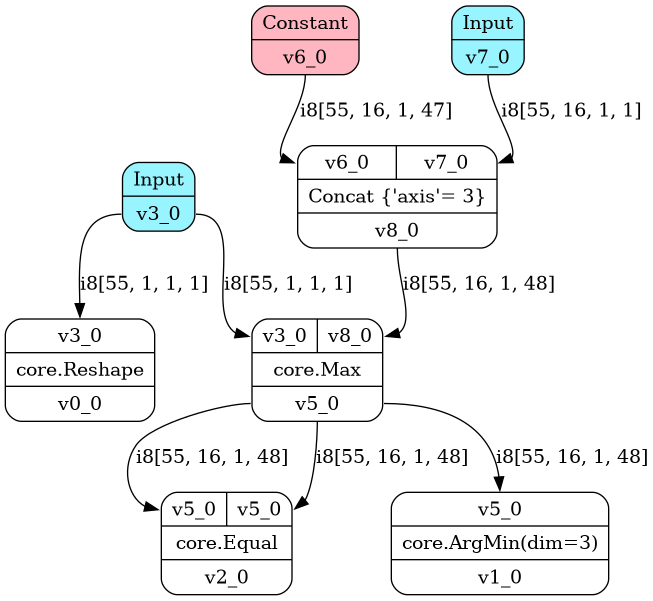 Constant
v6_0
Input
v7_0
i8[55, 16, 1, 47]
i8[55, 16, 1, 1]
v6_0 v7_0
Concat {'axis'= 3}
v8_0
Input
v3_0
i8[55, 1, 1, 1]
i8[55, 1, 1, 1]
i8[55, 16, 1, 48]
v3_0
core.Reshape
v0_0
v3_0 v8_0
core.Max
v5_0
i8[55, 16, 1, 48]
i8[55, 16, 1, 48]
i8[55, 16, 1, 48]
v5_0 v5_0
core.Equal
v2_0
v5_0
core.ArgMin(dim=3)
v1_0